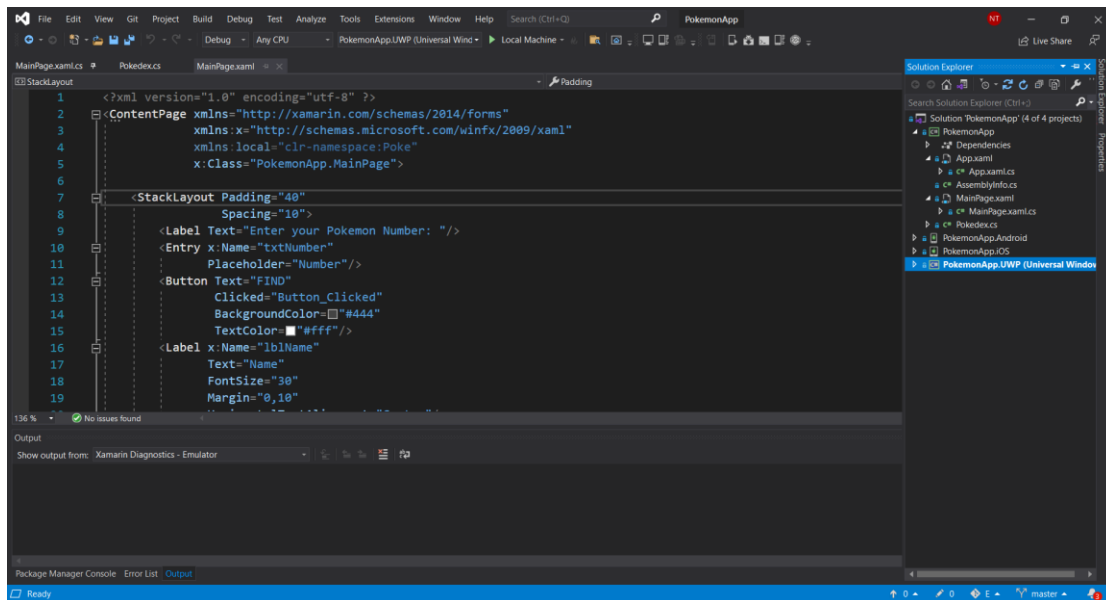 File Edit View Git Project Build Debug Test Analyze Tools Extensions Window Help Search (Ctrl+Q) PokemonApp NT
Debug Any CPU PokemonApp.UWP (Universal Wind Local Machine Live Share
MainPage.xaml.cs Pokedex.cs MainPage.xaml
StackLayout Padding
1 <?xml version="1.0" encoding="utf-8" ?>
2 <ContentPage xmlns="http://xamarin.com/schemas/2014/forms"
3 xmlns:x="http://schemas.microsoft.com/winfx/2009/xaml"
4 xmlns:local="clr-namespace:Poke"
5 x:Class="PokemonApp.MainPage">
6
7 <StackLayout Padding="40"
8 Spacing="10">
9 <Label Text="Enter your Pokemon Number: "/>
10 <Entry x:Name="txtNumber"
11 Placeholder="Number"/>
12 <Button Text="FIND"
13 Clicked="Button_Clicked"
14 BackgroundColor="#444"
15 TextColor="#fff"/>
16 <Label x:Name="lblName"
17 Text="Name"
18 FontSize="30"
19 Margin="0,10"
136 % No issues found
Output
Show output from: Xamarin Diagnostics - Emulator
Package Manager Console Error List Output
Solution Explorer
Search Solution Explorer (Ctrl+;)
Solution 'PokemonApp' (4 of 4 projects)
PokemonApp
Dependencies
App.xaml
C# App.xaml.cs
C# AssemblyInfo.cs
MainPage.xaml
C# MainPage.xaml.cs
C# Pokedex.cs
PokemonApp.Android
PokemonApp.iOS
PokemonApp.UWP (Universal Window
Solution Explorer
Properties
Ready 0 0 E master 3